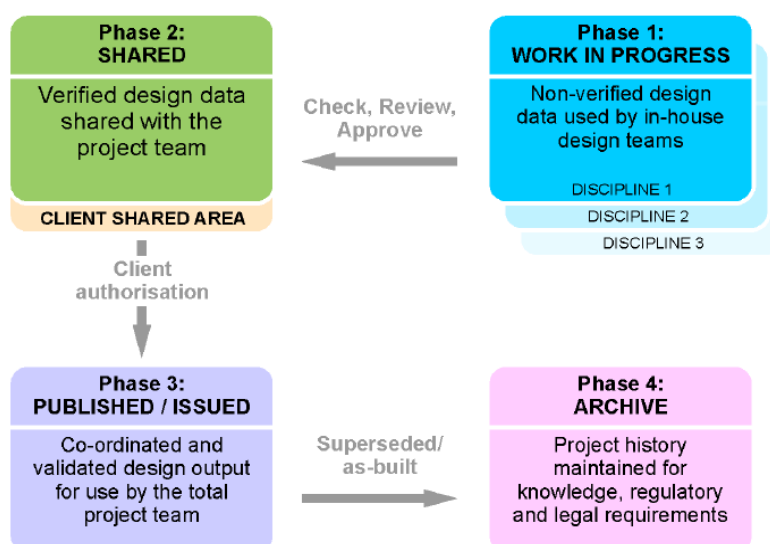 Phase 2:
SHARED
Verified design data
shared with the
project team
CLIENT SHARED AREA
Check, Review,
Approve
Phase 1:
WORK IN PROGRESS
Non-verified design
data used by in-house
design teams
DISCIPLINE 1
DISCIPLINE 2
DISCIPLINE 3
Client
authorisation
Phase 3:
PUBLISHED / ISSUED
Co-ordinated and
validated design output
for use by the total
project team
Superseded/
as-built
Phase 4:
ARCHIVE
Project history
maintained for
knowledge, regulatory
and legal requirements